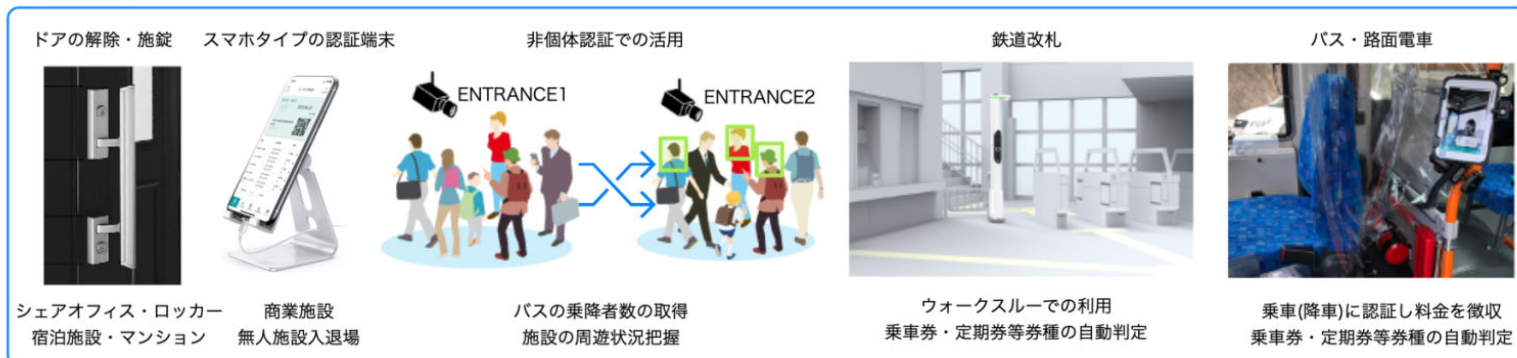 ドアの解除・施錠
スマホタイプの認証端末
非個体認証での活用
鉄道改札
バス・路面電車
ENTRANCE1
ENTRANCE2
シェアオフィス・ロッカー
宿泊施設・マンション
商業施設
無人施設入退場
バスの乗降者数の取得
施設の周遊状況把握
ウォークスルーでの利用
乗車券・定期券等券種の自動判定
乗車(降車)に認証し料金を徴収
乗車券・定期券等券種の自動判定